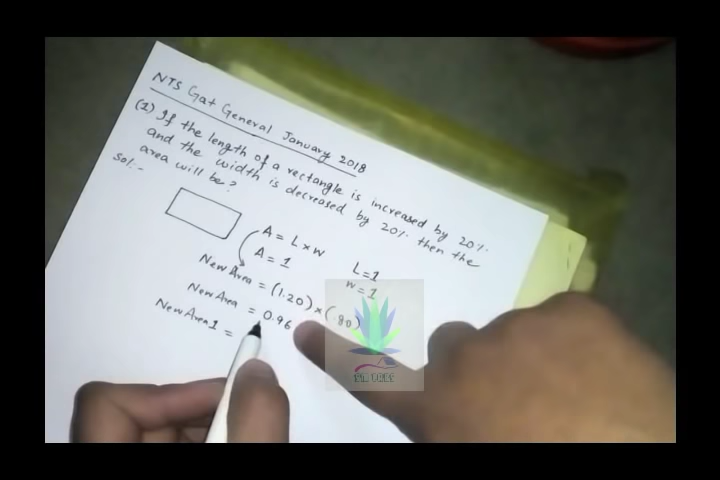 NTS Gat General January 2018
(1) If the length of a rectangle is increased by 20%.
and the width is decreased by 20%. then the
area will be?
Sol:-
A = L × W
A = 1
L = 1
W = 1
New Area = (1.20) × (.80)
New Area = 0.96
New Area 1 =